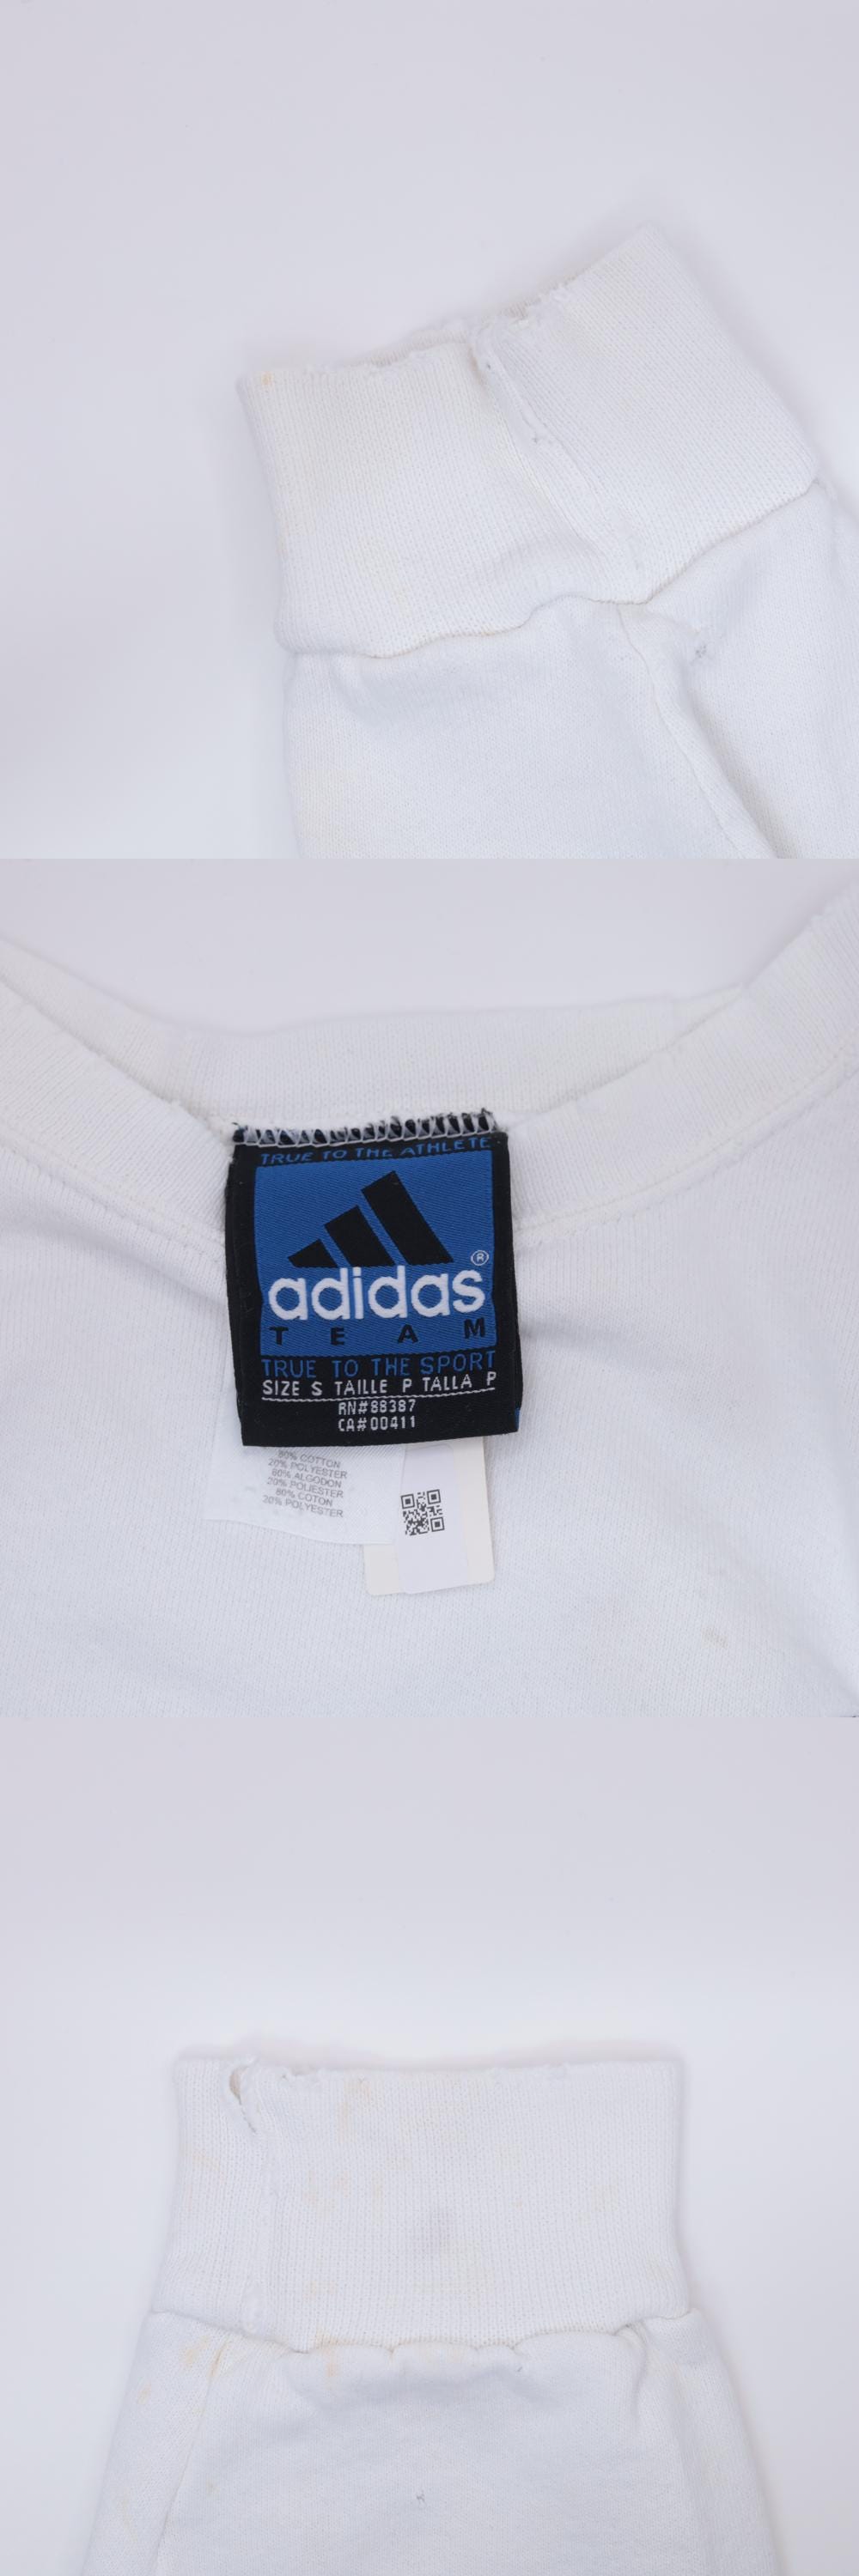 TRUE TO THE ATHLETE
adidas®
TEAM
TRUE TO THE SPORT
SIZE S TAILLE P TALLA P
RN#88387
CA#00411
80% COTTON
20% POLYESTER
80% ALGODON
20% POLIESTER
80% COTON
20% POLYESTER